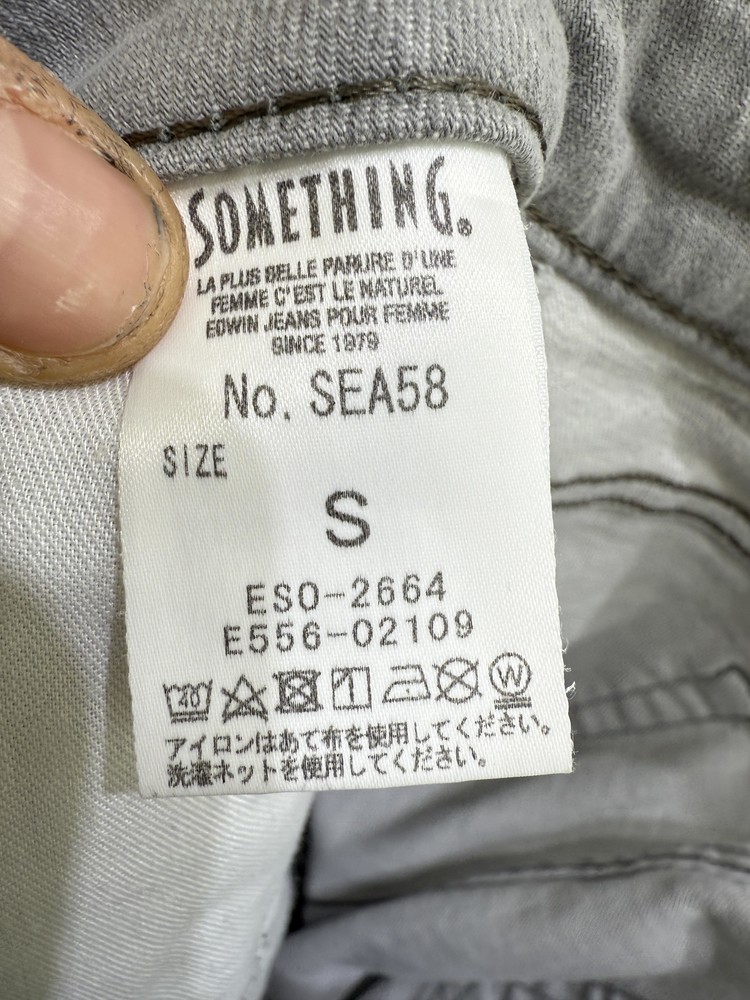 SOMETHING®
LA PLUS BELLE PARURE D'UNE
FEMME C'EST LE NATUREL
EDWIN JEANS POUR FEMME
SINCE 1979
No. SEA58
SIZE
S
ESO-2664
E556-02109
40 W
アイロンはあて布を使用してください。
洗濯ネットを使用してください。